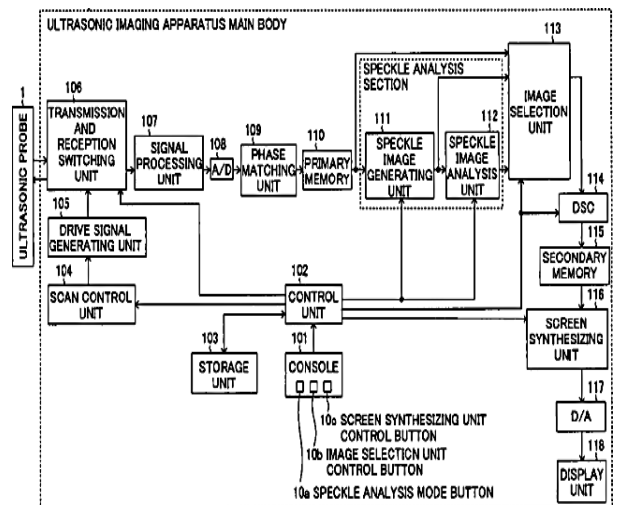 ULTRASONIC IMAGING APPARATUS MAIN BODY
113
IMAGE
SELECTION
UNIT
SPECKLE ANALYSIS
SECTION
1
ULTRASONIC PROBE
106
TRANSMISSION
AND
RECEPTION
SWITCHING
UNIT
107
SIGNAL
PROCESSING
UNIT
108
A/D
109
PHASE
MATCHING
UNIT
110
PRIMARY
MEMORY
111
SPECKLE
IMAGE
GENERATING
UNIT
112
SPECKLE
IMAGE
ANALYSIS
UNIT
114
DSC
105
DRIVE SIGNAL
GENERATING UNIT
115
SECONDARY
MEMORY
104
SCAN CONTROL
UNIT
102
CONTROL
UNIT
116
SCREEN
SYNTHESIZING
UNIT
103
STORAGE
UNIT
101
CONSOLE
117
D/A
10c SCREEN SYNTHESIZING UNIT
CONTROL BUTTON
10b IMAGE SELECTION UNIT
CONTROL BUTTON
10a SPECKLE ANALYSIS MODE BUTTON
118
DISPLAY
UNIT